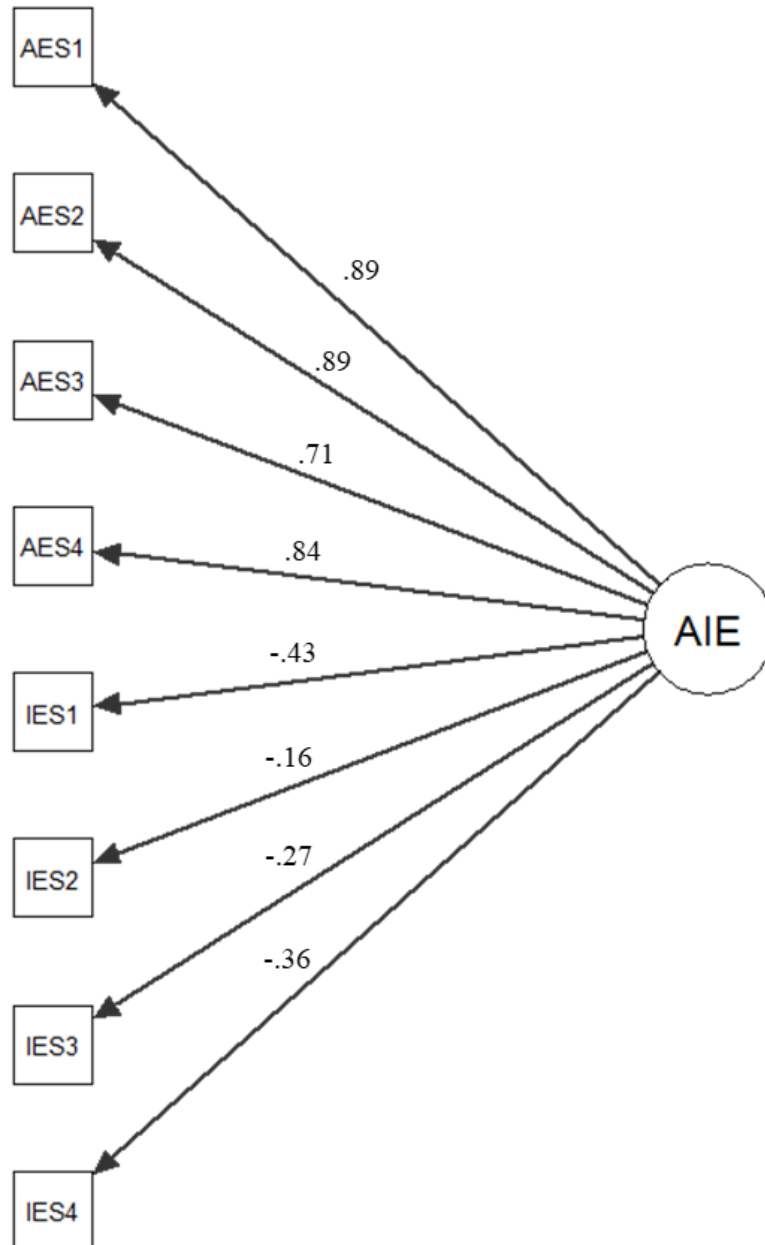 AES1
AES2
.89
.89
AES3
.71
AES4
.84
AIE
-.43
IES1
-.16
IES2
-.27
-.36
IES3
IES4